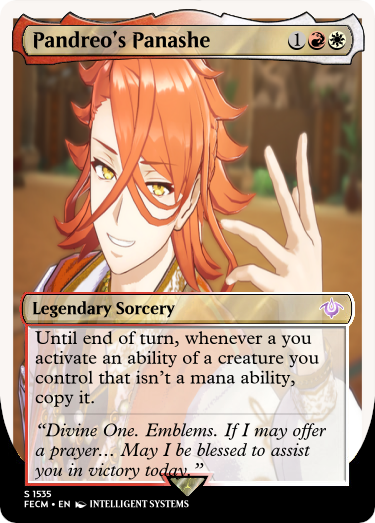 Pandreo's Panashe 1
Legendary Sorcery
Until end of turn, whenever a you
activate an ability of a creature you
control that isn't a mana ability,
copy it.
“Divine One. Emblems. If I may offer
a prayer... May I be blessed to assist
you in victory today.”
S 1535
FECM • EN INTELLIGENT SYSTEMS